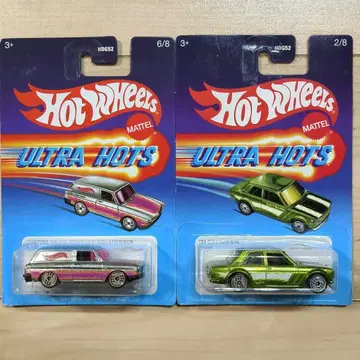 3+
HDG52
6/8
Hot Wheels
MATTEL
ULTRA HOTS
3+
HDG52
2/8
Hot Wheels
MATTEL
ULTRA HOTS